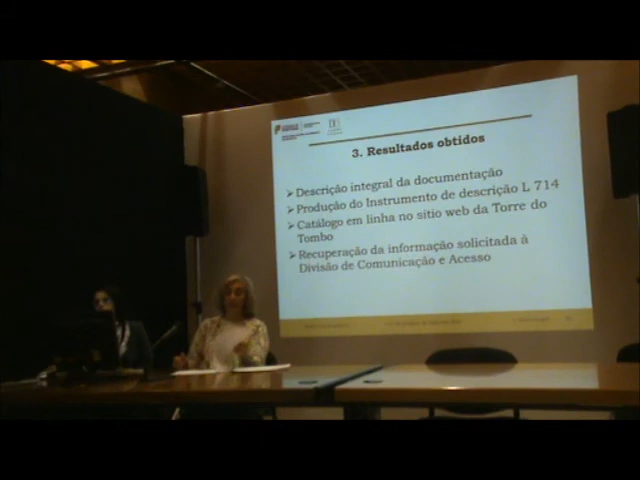 3. Resultados obtidos
➢ Descrição integral da documentação
➢ Produção do Instrumento de descrição L 714
➢ Catálogo em linha no sítio web da Torre do
Tombo
➢ Recuperação da informação solicitada à
Divisão de Comunicação e Acesso